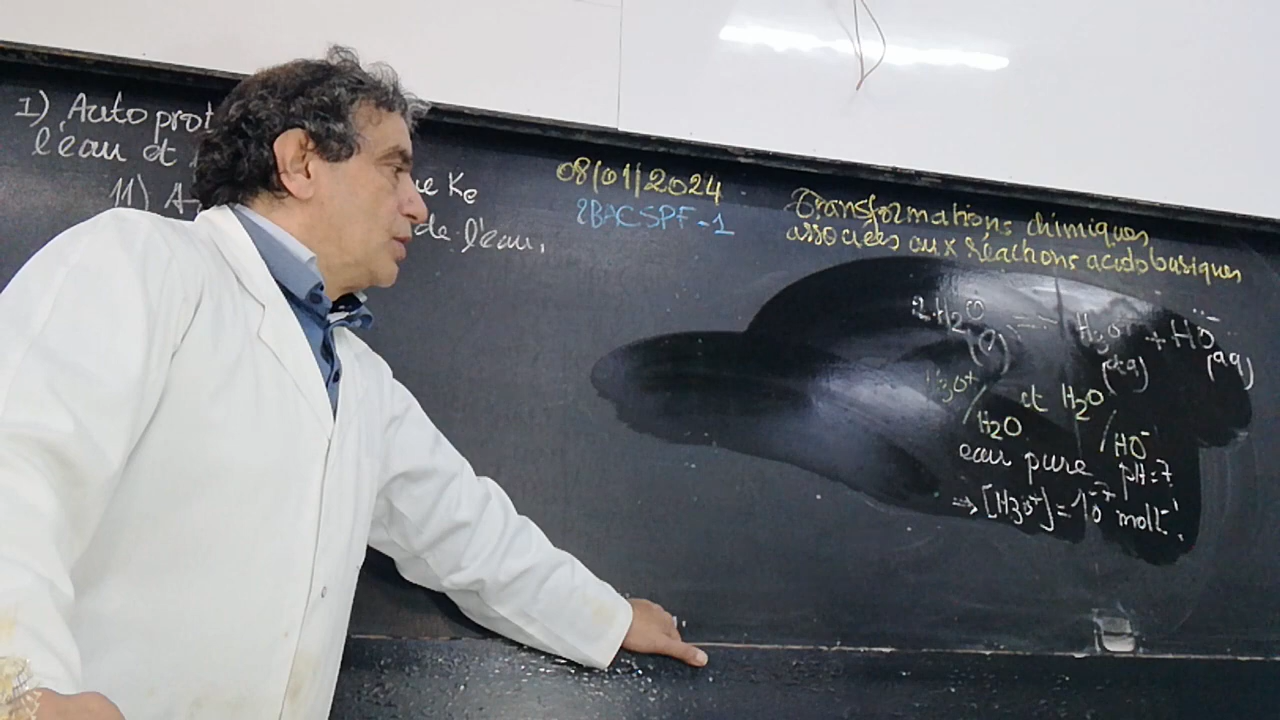 1) Auto prot
l'eau et
11) A
ue Ke
de l'eau.
08/01/2024
2BACSPF-1
Transformations chimiques
associées aux réactions acidobasiques
2H₂O (l) H₃O⁺ (aq) + HO⁻ (aq)
H₃O⁺/H₂O et H₂O/HO⁻
eau pure pH=7
⇒ [H3O⁺] = 10⁻⁷ mol.L⁻¹.